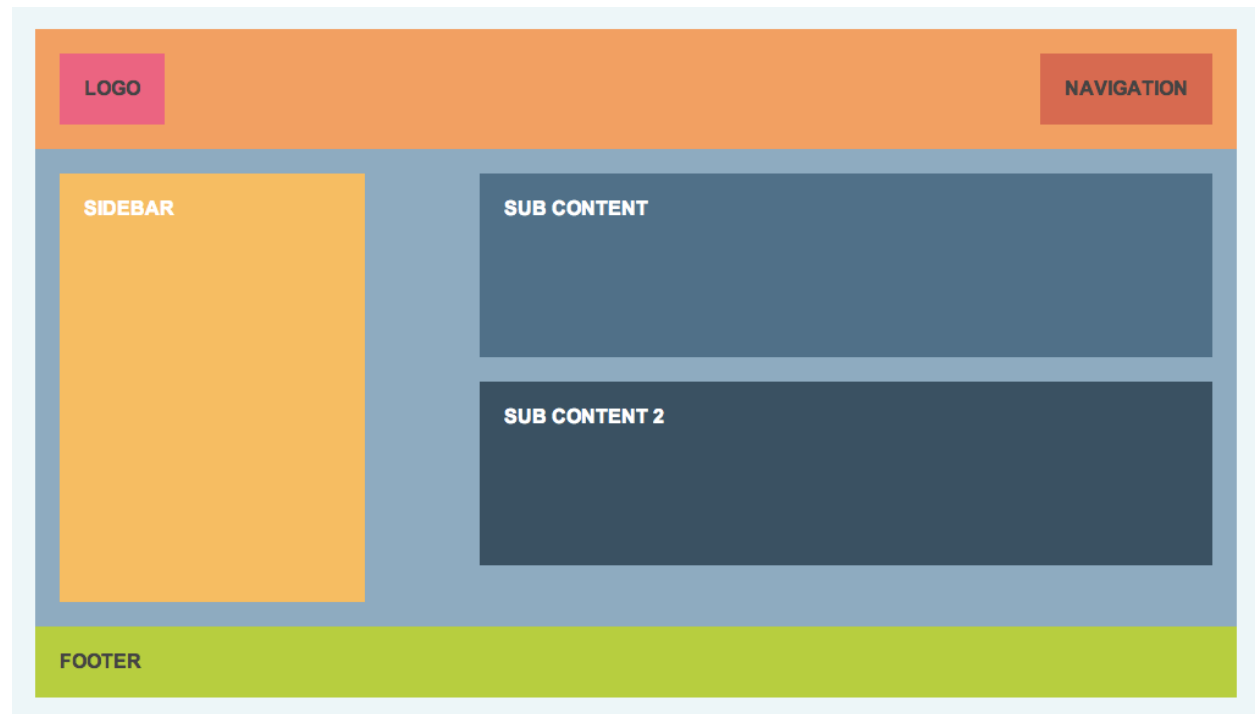 LOGO
NAVIGATION
SIDEBAR
SUB CONTENT
SUB CONTENT 2
FOOTER